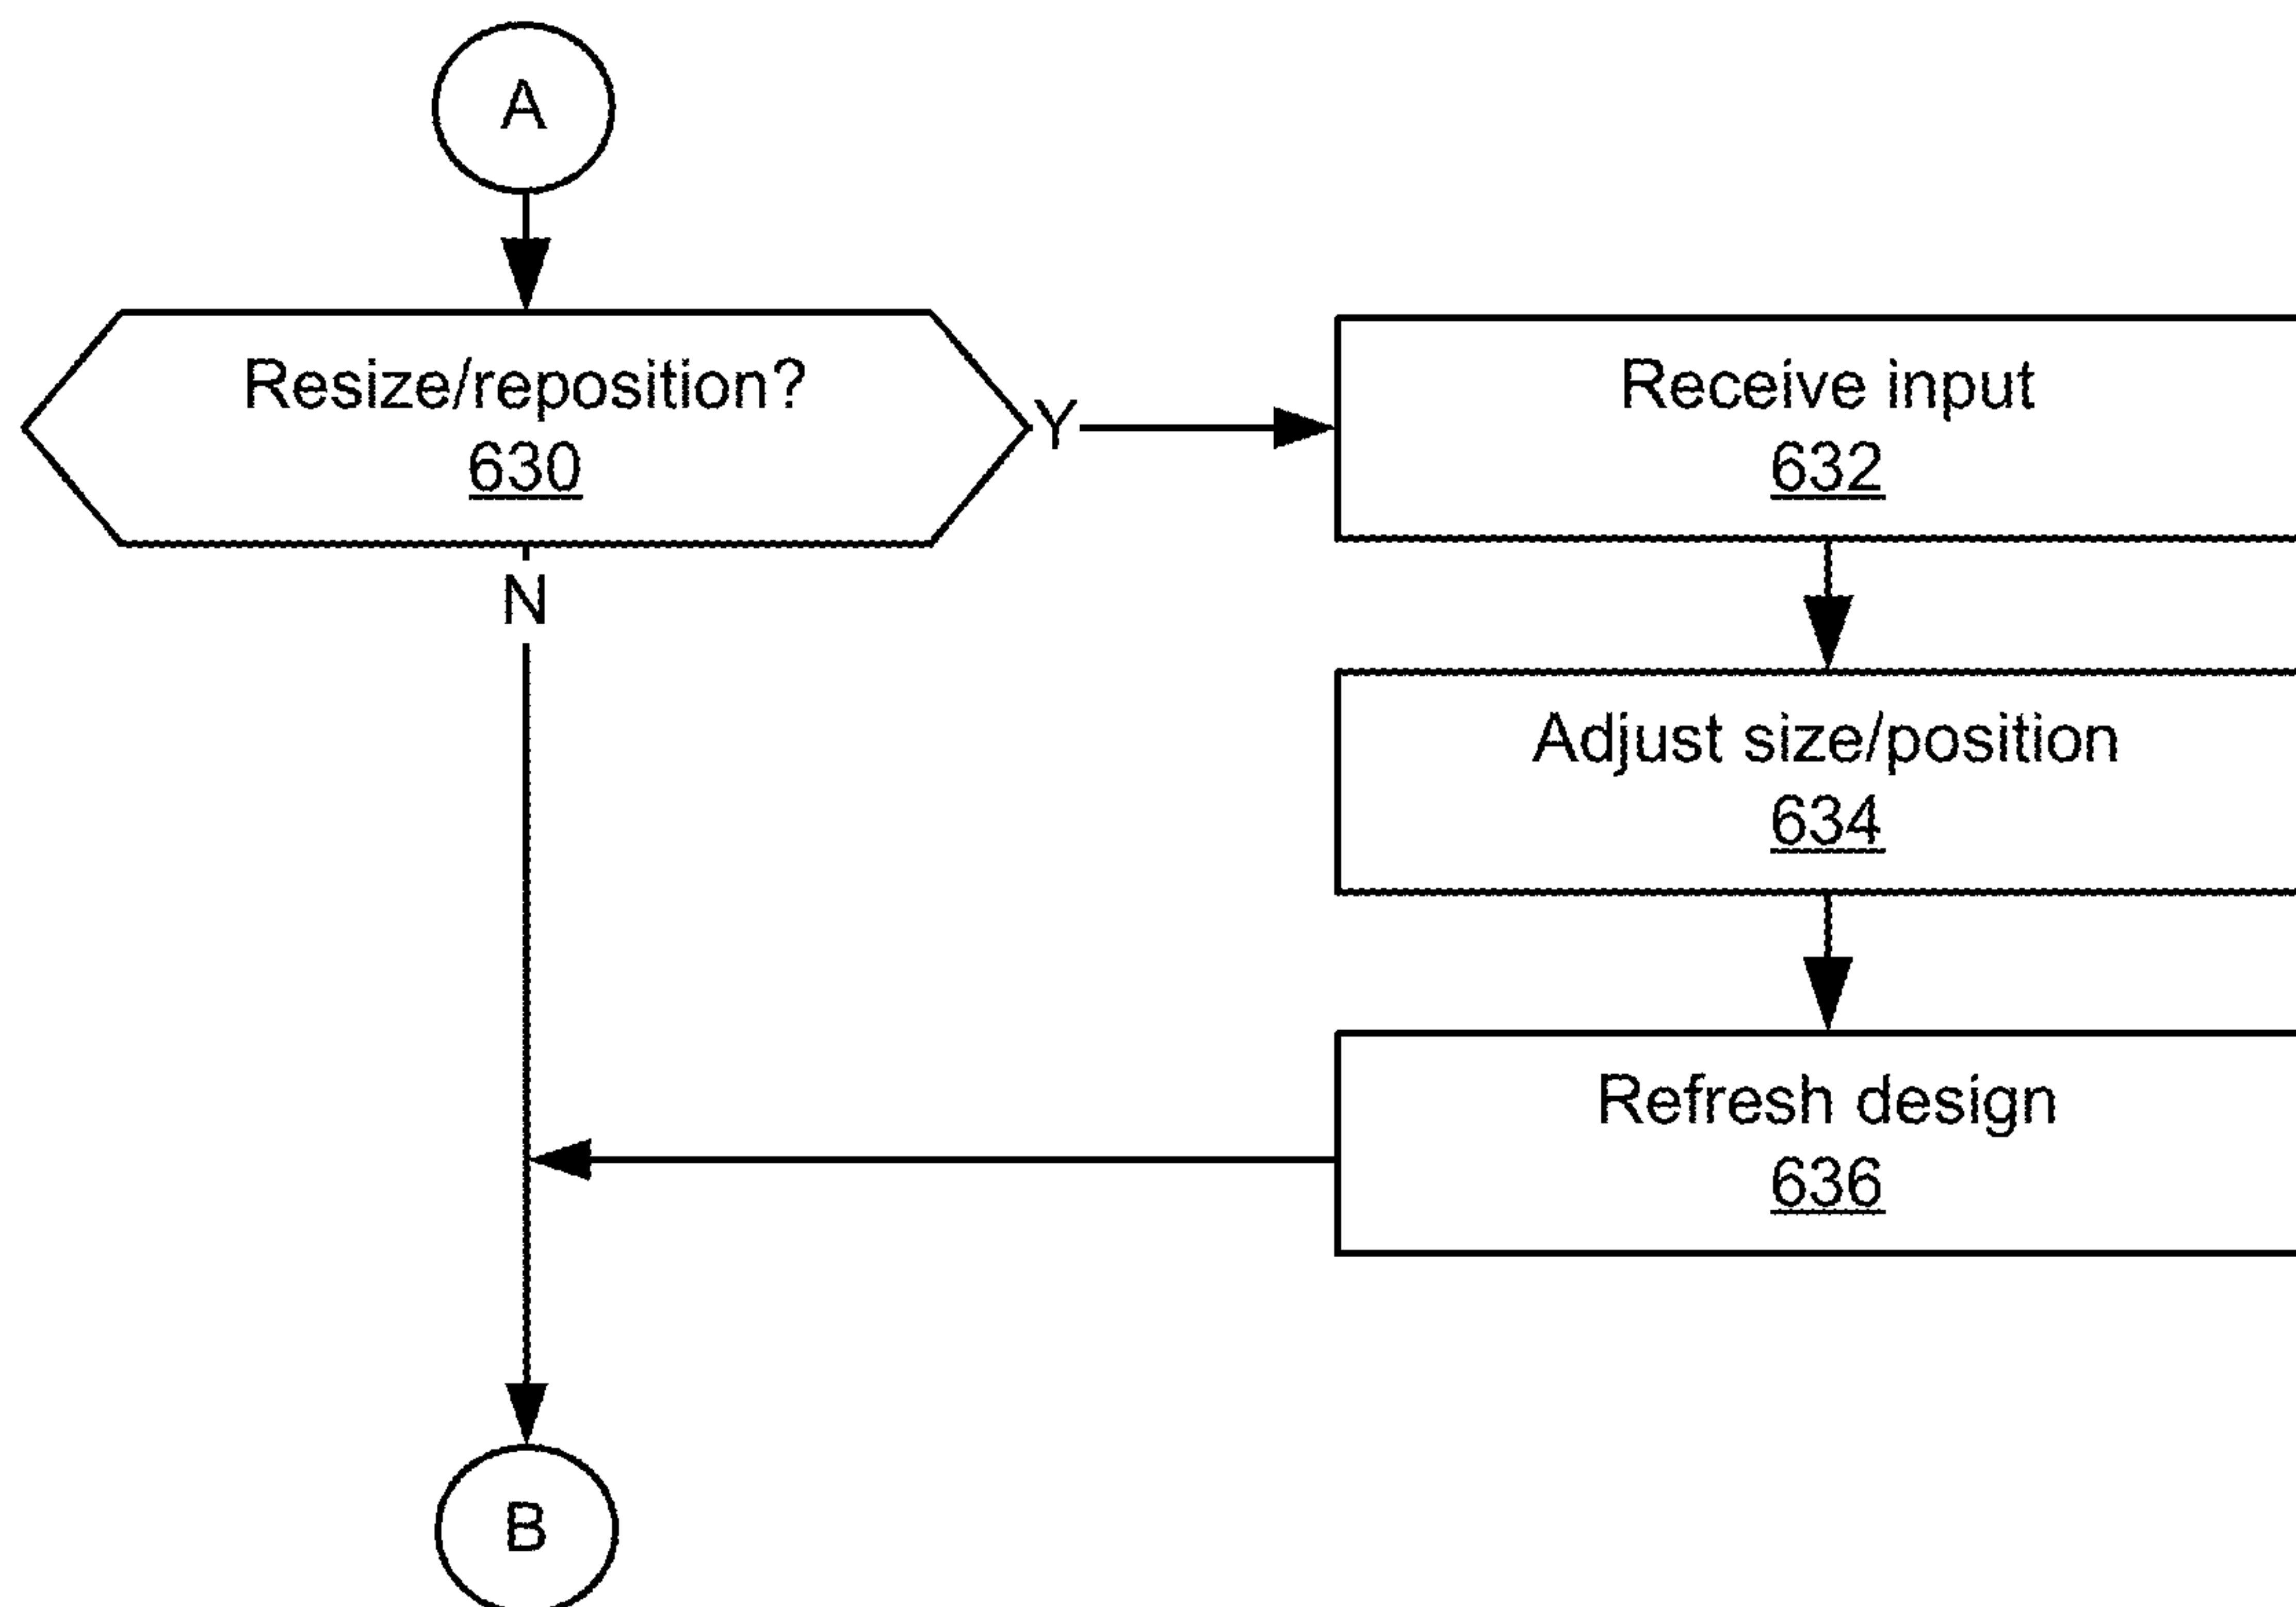 A
Resize/reposition?
630
Y
N
Receive input
632
Adjust size/position
634
Refresh design
636
B